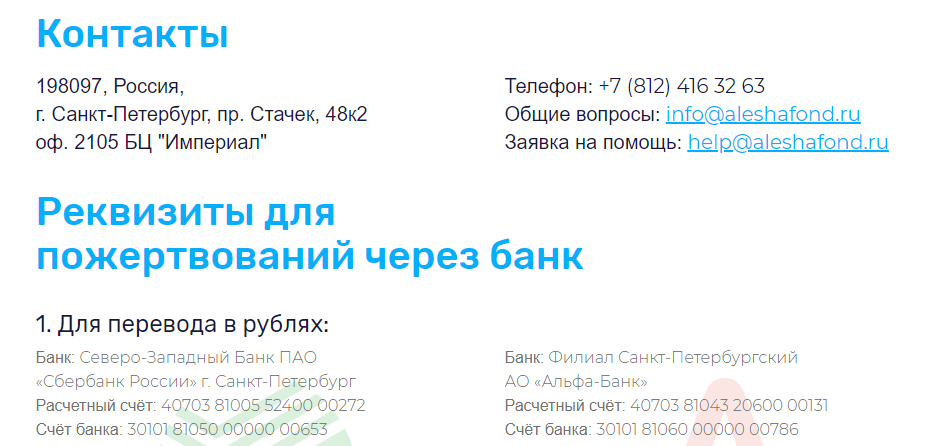 Контакты
198097, Россия,
г. Санкт-Петербург, пр. Стачек, 48к2
оф. 2105 БЦ "Империал"
Телефон: +7 (812) 416 32 63
Общие вопросы: info@aleshafond.ru
Заявка на помощь: help@aleshafond.ru
Реквизиты для
пожертвований через банк
1. Для перевода в рублях:
Банк: Северо-Западный Банк ПАО
«Сбербанк России» г. Санкт-Петербург
Расчетный счёт: 40703 81005 52400 00272
Счёт банка: 30101 81050 00000 00653
Банк: Филиал Санкт-Петербургский
АО «Альфа-Банк»
Расчетный счёт: 40703 81043 20600 00131
Счёт банка: 30101 81060 00000 00786